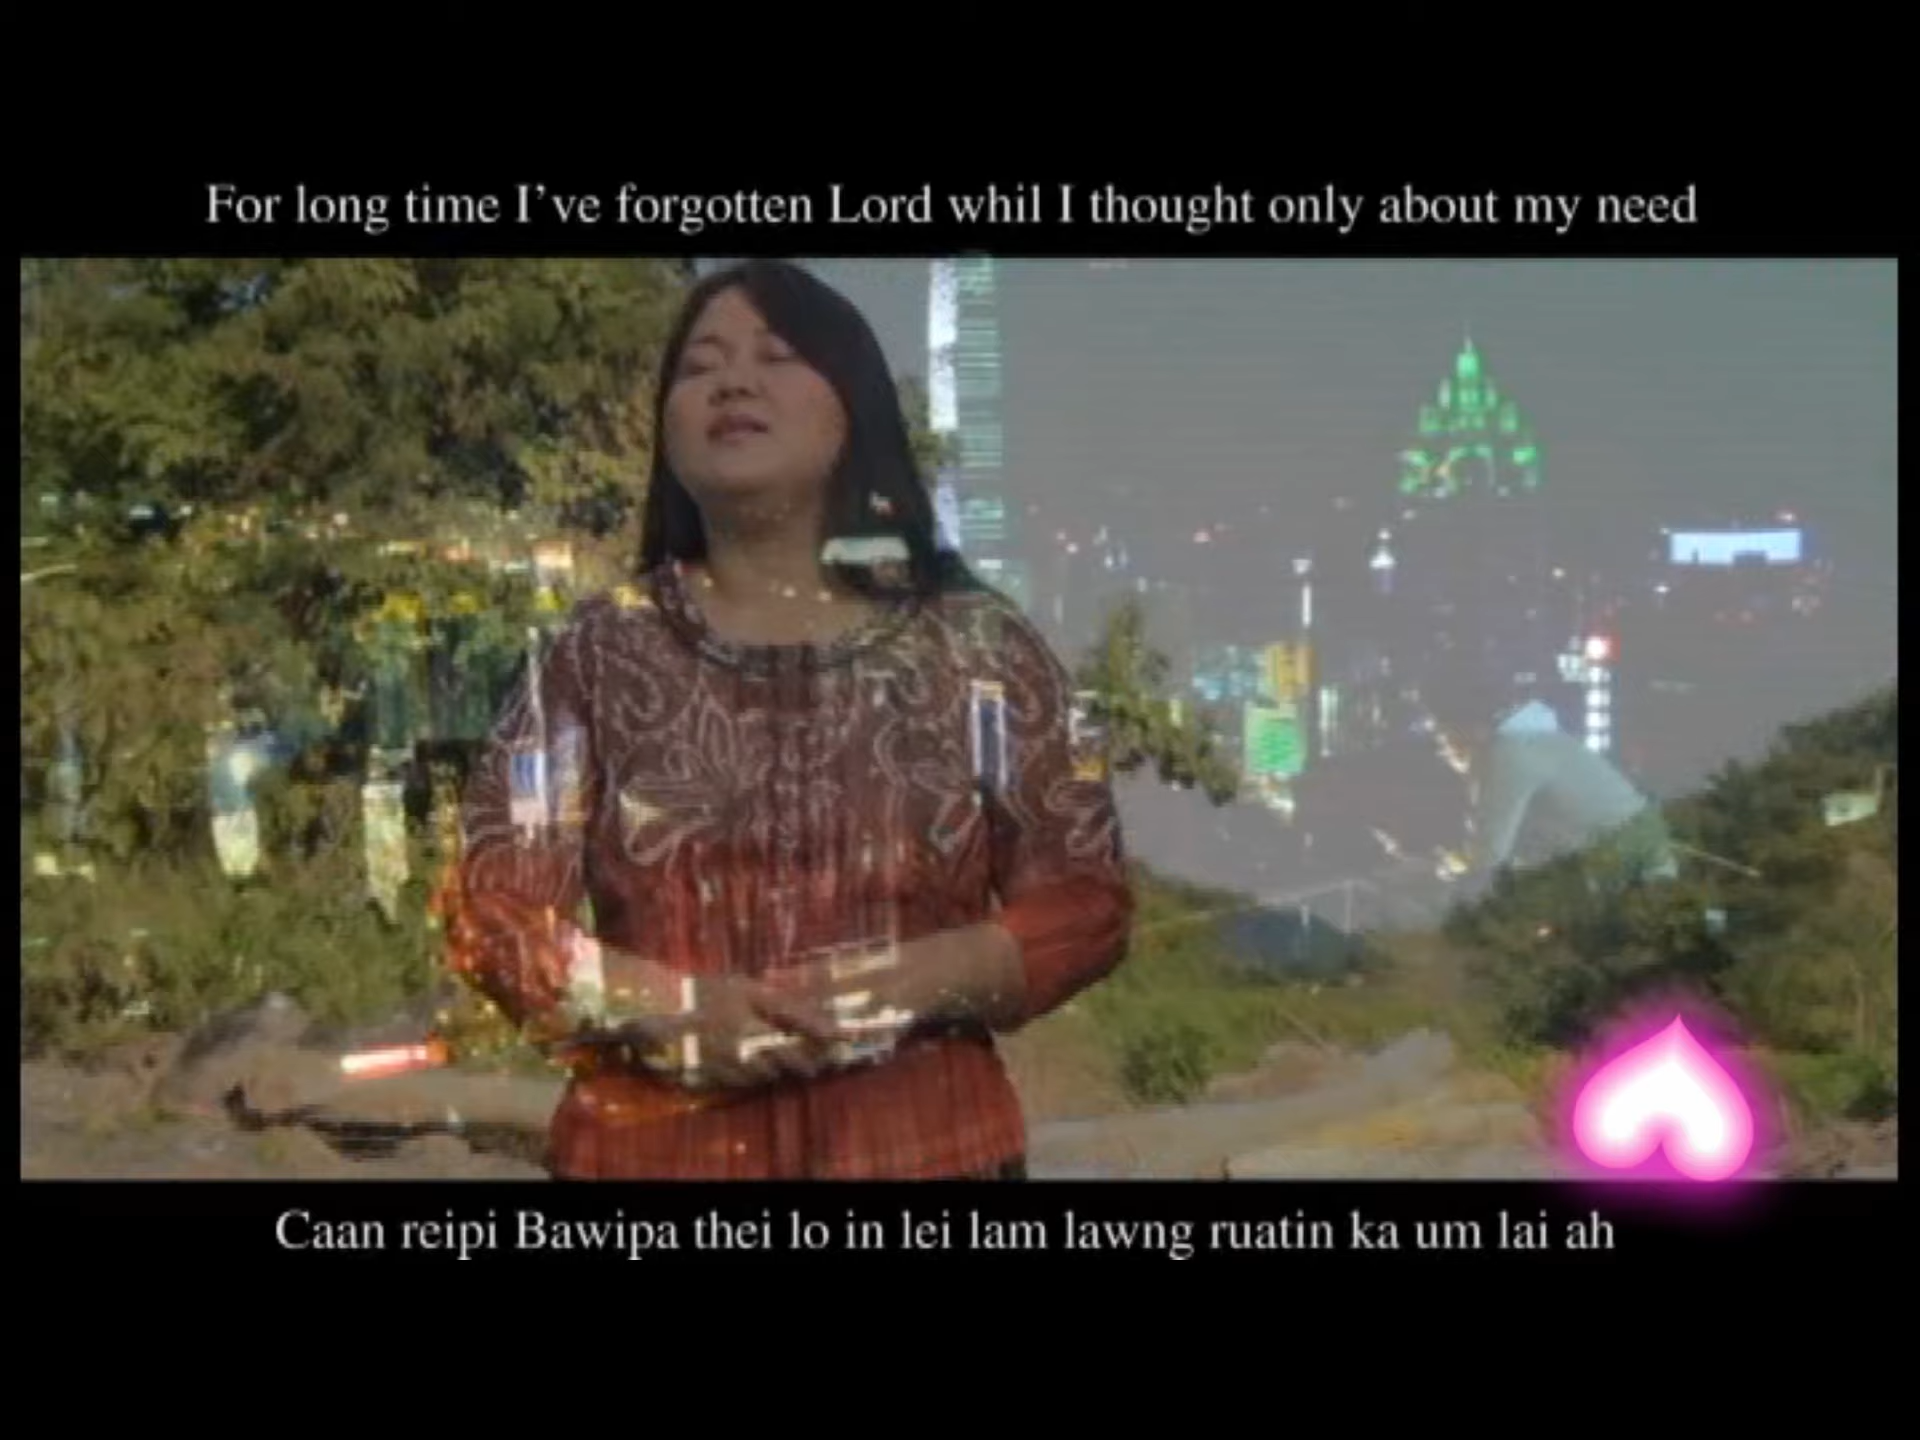 For long time I’ve forgotten Lord whil I thought only about my need
Caan reipi Bawipa thei lo in lei lam lawng ruatin ka um lai ah